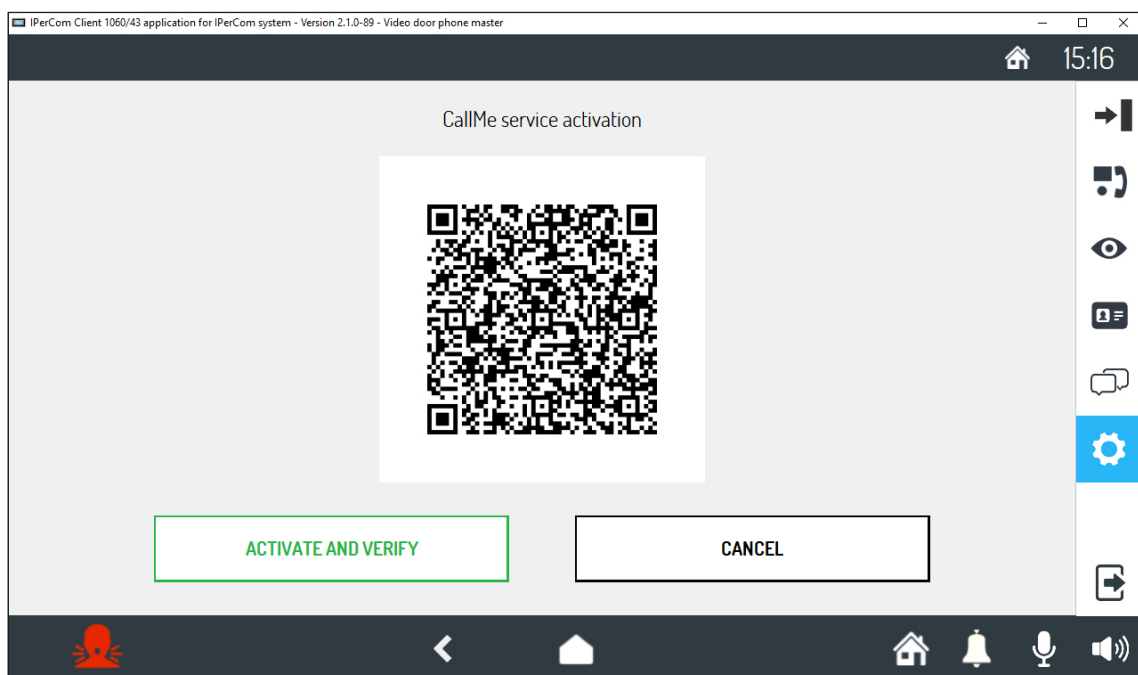 IPerCom Client 1060/43 application for IPerCom system - Version 2.1.0-89 - Video door phone master
15:16
CallMe service activation
ACTIVATE AND VERIFY
CANCEL